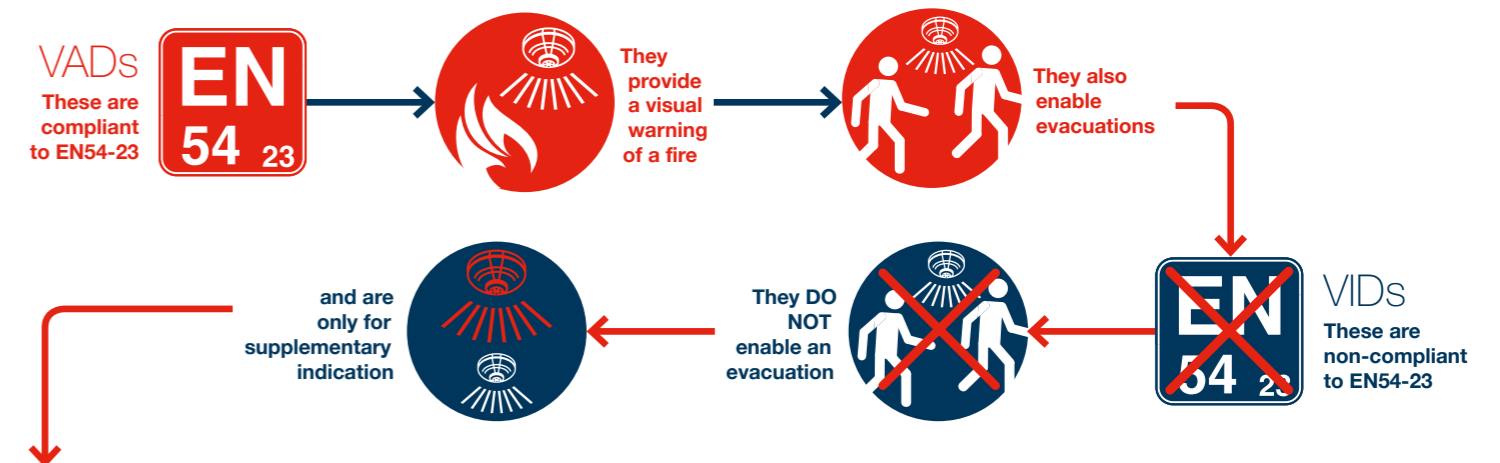 VADs
These are
compliant
to EN54-23
EN
54 23
They
provide
a visual
warning
of a fire
They also
enable
evacuations
EN
54 23
VIDs
These are
non-compliant
to EN54-23
They DO
NOT
enable an
evacuation
and are
only for
supplementary
indication